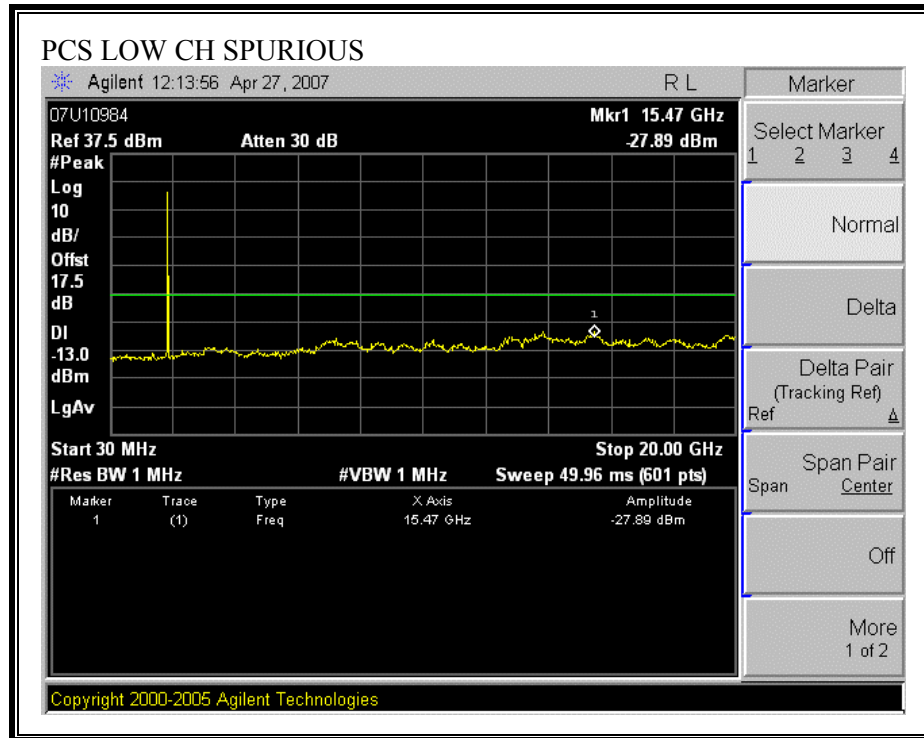 PCS LOW CH SPURIOUS
Agilent 12:13:56 Apr 27, 2007 R L
07U10984 Mkr1 15.47 GHz
Ref 37.5 dBm Atten 30 dB -27.89 dBm
#Peak
Log
10
dB/
Offst
17.5
dB
DI
-13.0
dBm
LgAv
1
Start 30 MHz Stop 20.00 GHz
#Res BW 1 MHz #VBW 1 MHz Sweep 49.96 ms (601 pts)
Marker Trace Type X Axis Amplitude
1 (1) Freq 15.47 GHz -27.89 dBm
Copyright 2000-2005 Agilent Technologies
Marker
Select Marker
1 2 3 4
Normal
Delta
Delta Pair
(Tracking Ref)
Ref Δ
Span Pair
Span Center
Off
More
1 of 2